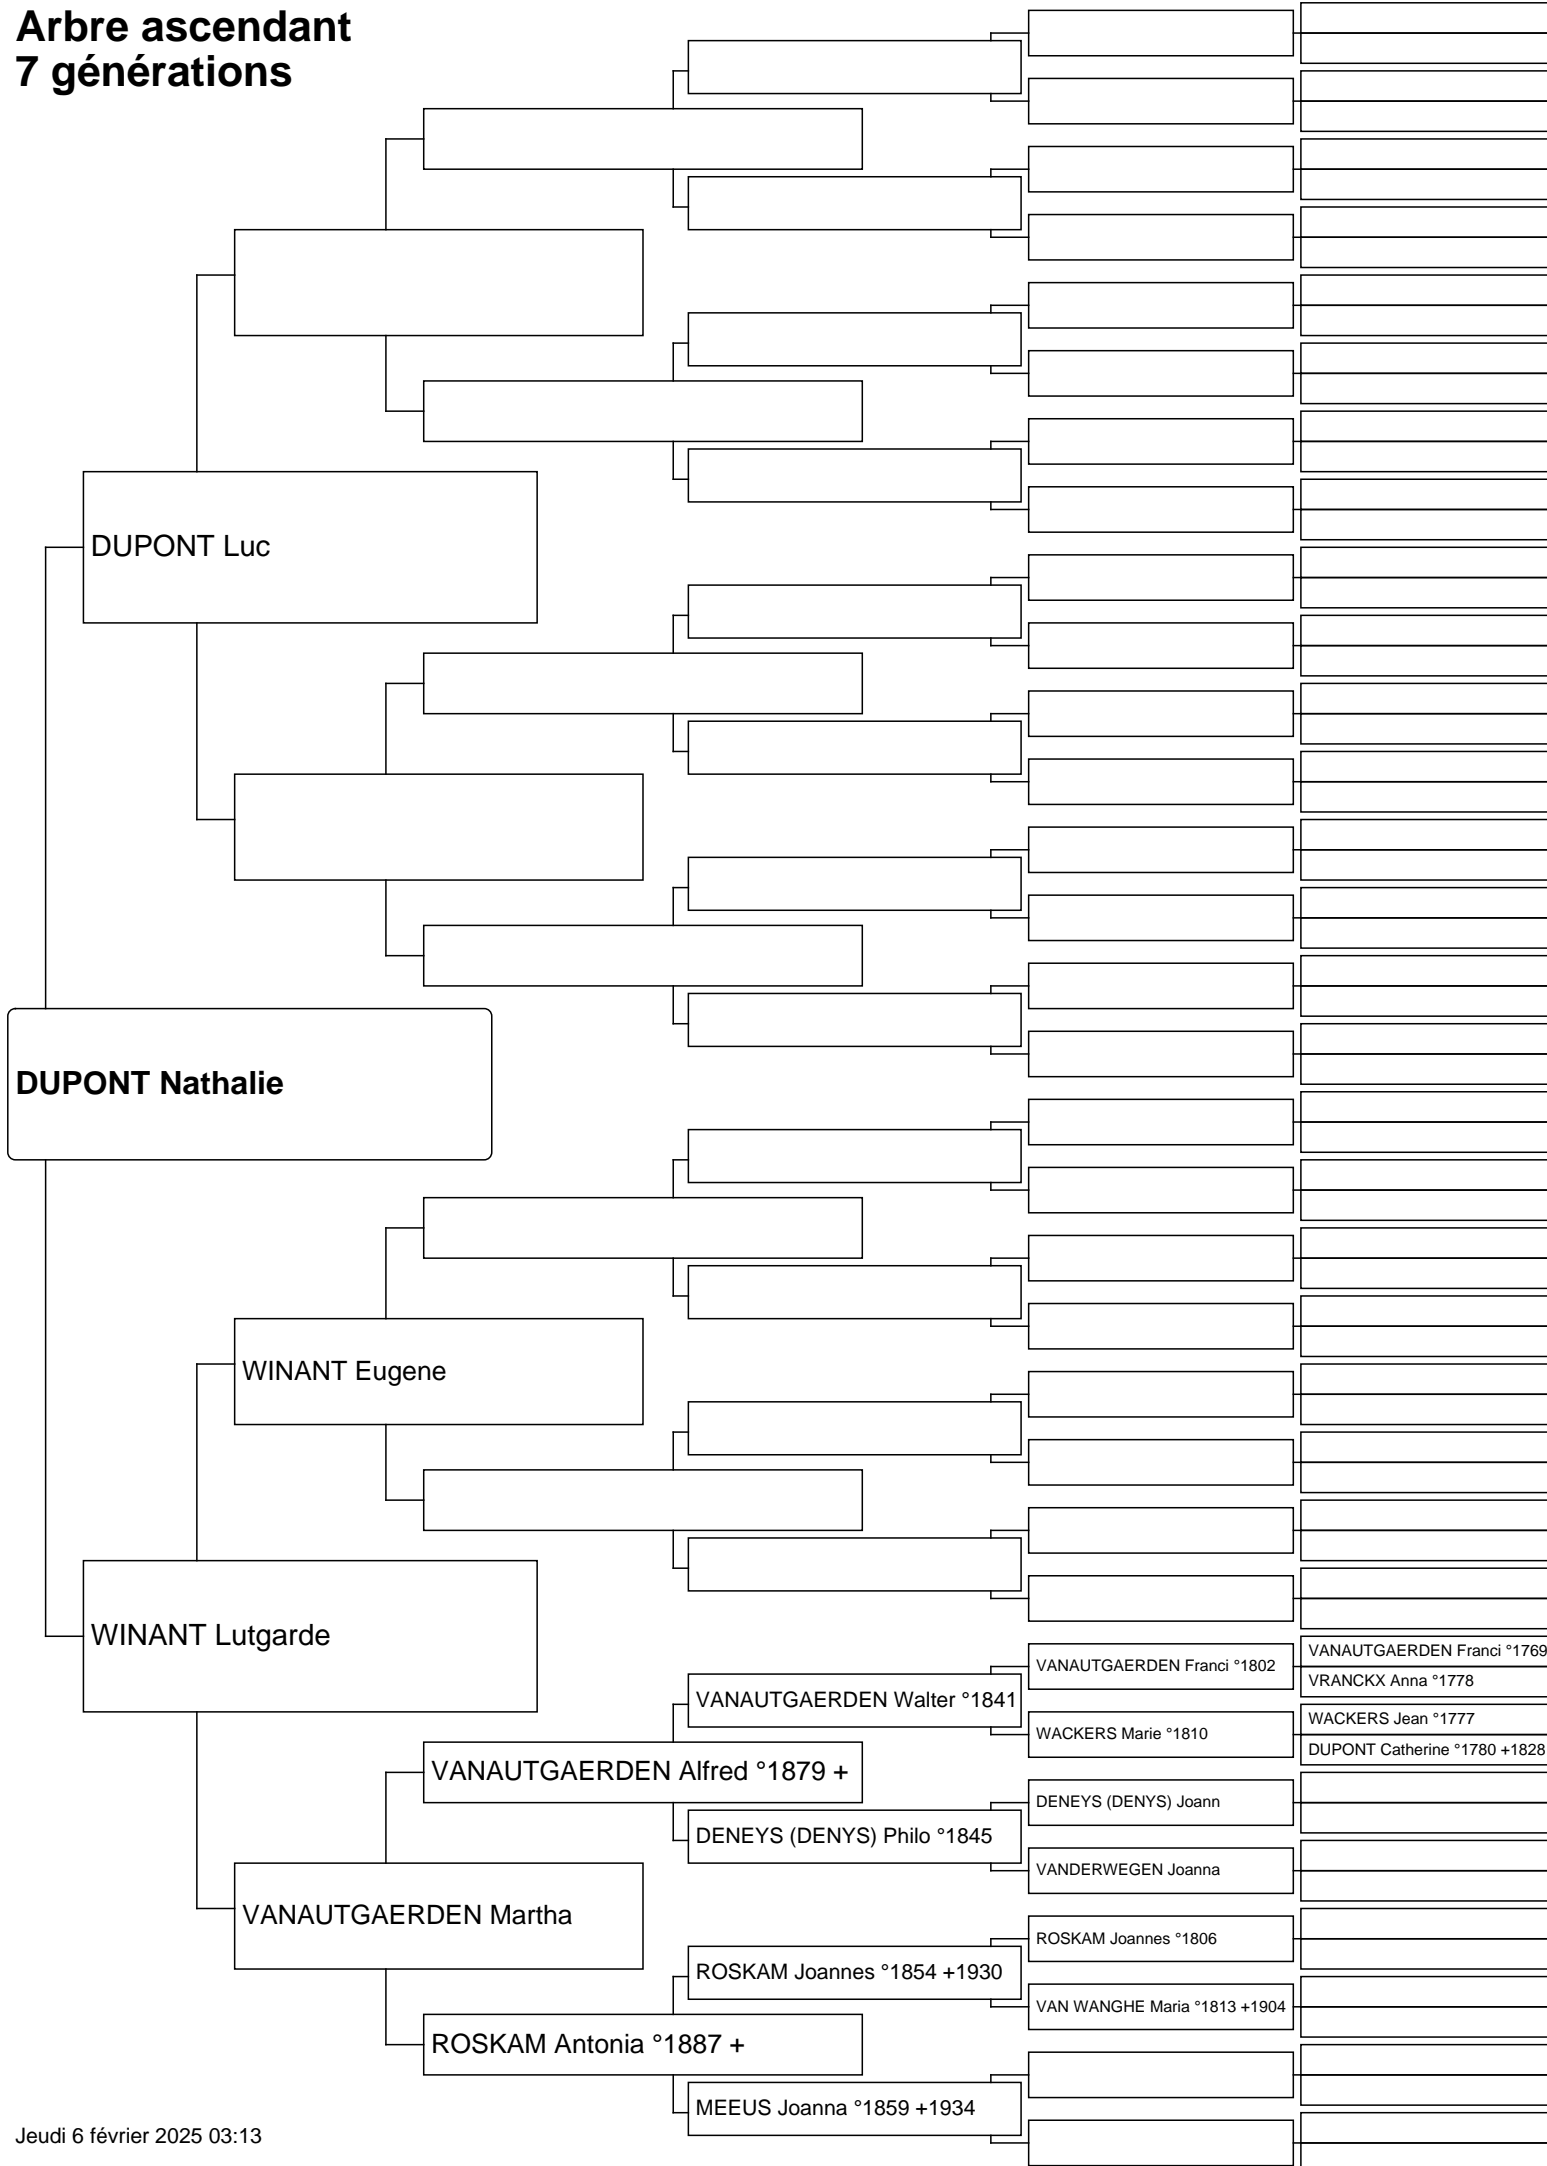 Arbre ascendant
7 générations
DUPONT Luc
DUPONT Nathalie
WINANT Eugene
WINANT Lutgarde
VANAUTGAERDEN Franci °1769
VANAUTGAERDEN Franci °1802
VRANCKX Anna °1778
VANAUTGAERDEN Walter °1841
WACKERS Jean °1777
WACKERS Marie °1810
DUPONT Catherine °1780 +1828
VANAUTGAERDEN Alfred °1879 +
DENEYS (DENYS) Joann
DENEYS (DENYS) Philo °1845
VANDERWEGEN Joanna
VANAUTGAERDEN Martha
ROSKAM Joannes °1806
ROSKAM Joannes °1854 +1930
VAN WANGHE Maria °1813 +1904
ROSKAM Antonia °1887 +
MEEUS Joanna °1859 +1934
Jeudi 6 février 2025 03:13